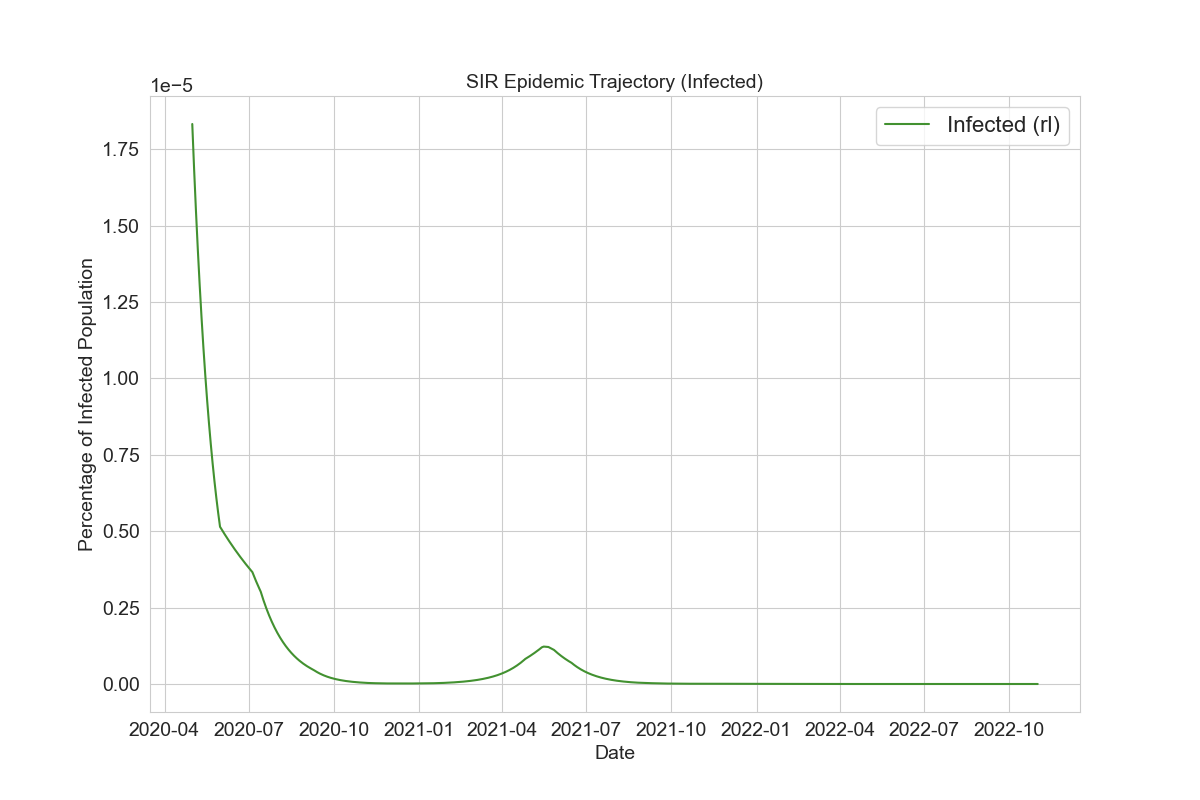 SIR Epidemic Trajectory (Infected)
1e−5
Infected (rl)
1.75
1.50
1.25
1.00
0.75
0.50
0.25
0.00
Percentage of Infected Population
2020-04 2020-07 2020-10 2021-01 2021-04 2021-07 2021-10 2022-01 2022-04 2022-07 2022-10
Date